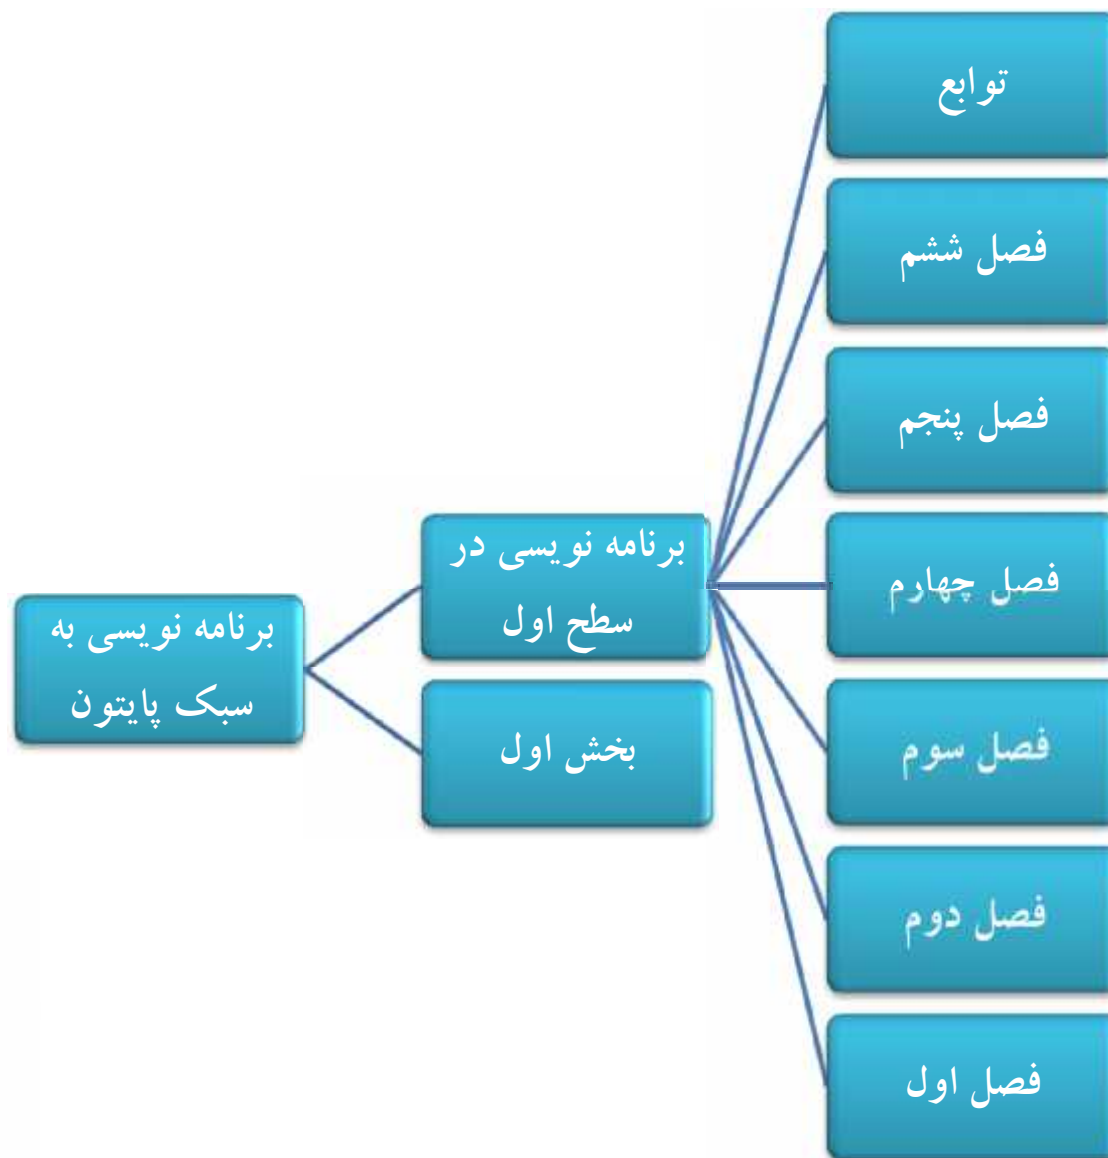 توابع
فصل ششم
فصل پنجم
برنامه نویسی در
سطح اول
فصل چهارم
برنامه نویسی به
سبک پایتون
بخش اول
فصل سوم
فصل دوم
فصل اول